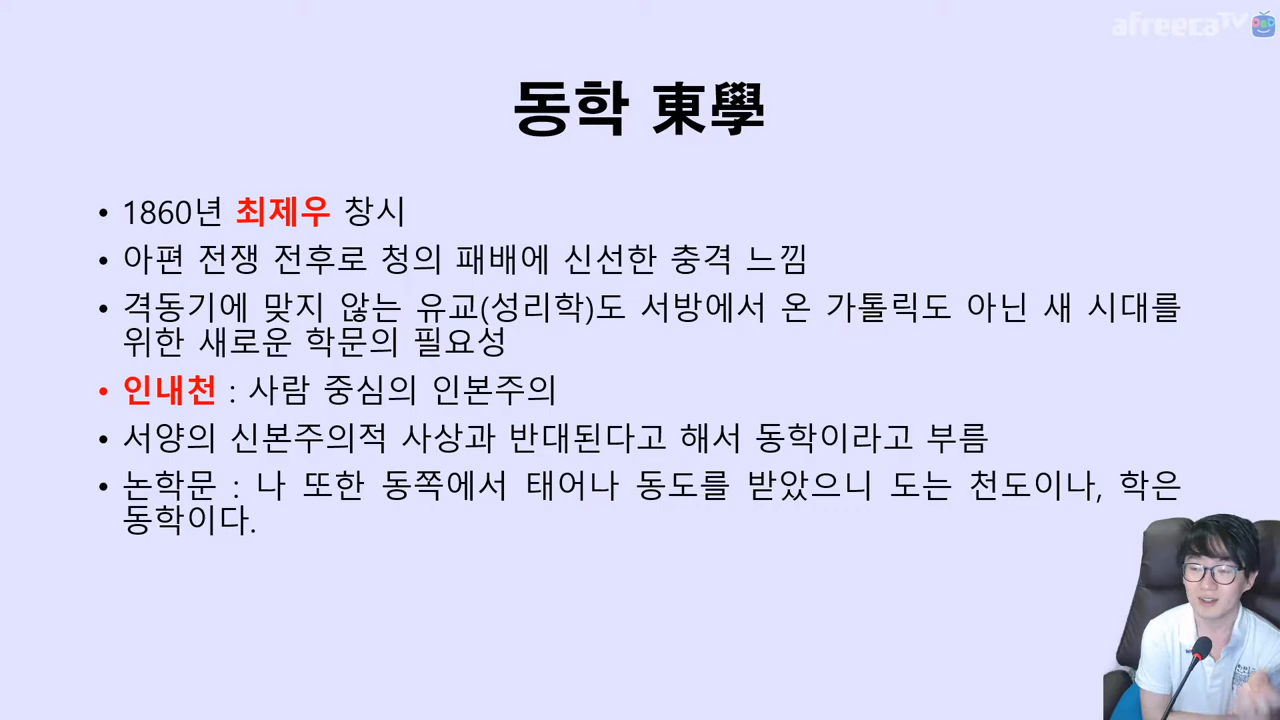 afreecaTV
동학 東學
• 1860년 최제우 창시
• 아편 전쟁 전후로 청의 패배에 신선한 충격 느낌
• 격동기에 맞지 않는 유교(성리학)도 서방에서 온 가톨릭도 아닌 새 시대를
위한 새로운 학문의 필요성
• 인내천 : 사람 중심의 인본주의
• 서양의 신본주의적 사상과 반대된다고 해서 동학이라고 부름
• 논학문 : 나 또한 동쪽에서 태어나 동도를 받았으니 도는 천도이나, 학은
동학이다.